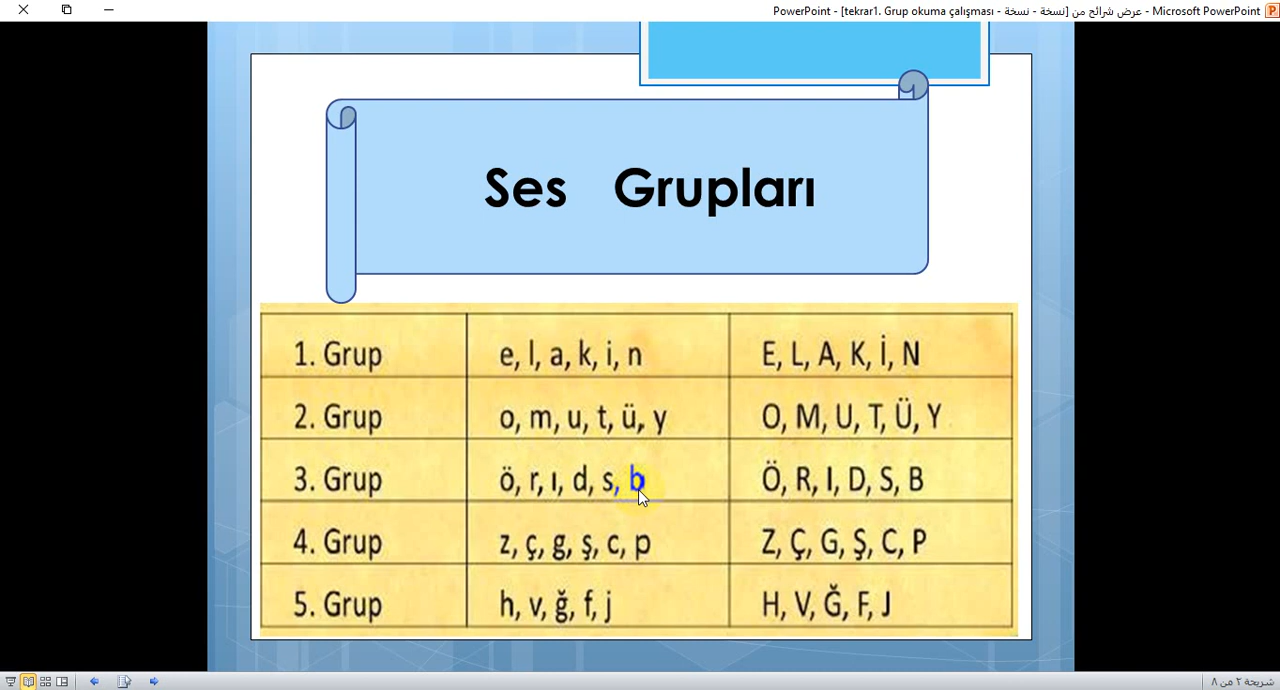 PowerPoint - [tekrar1. Grup okuma çalışması - نسخة - نسخة] عرض شرائح من - Microsoft PowerPoint
Ses Grupları
1. Grup e, l, a, k, i, n E, L, A, K, İ, N
2. Grup o, m, u, t, ü, y O, M, U, T, Ü, Y
3. Grup ö, r, ı, d, s, b Ö, R, I, D, S, B
4. Grup z, ç, g, ş, c, p Z, Ç, G, Ş, C, P
5. Grup h, v, ğ, f, j H, V, Ğ, F, J
شريحة ٢ من ٨